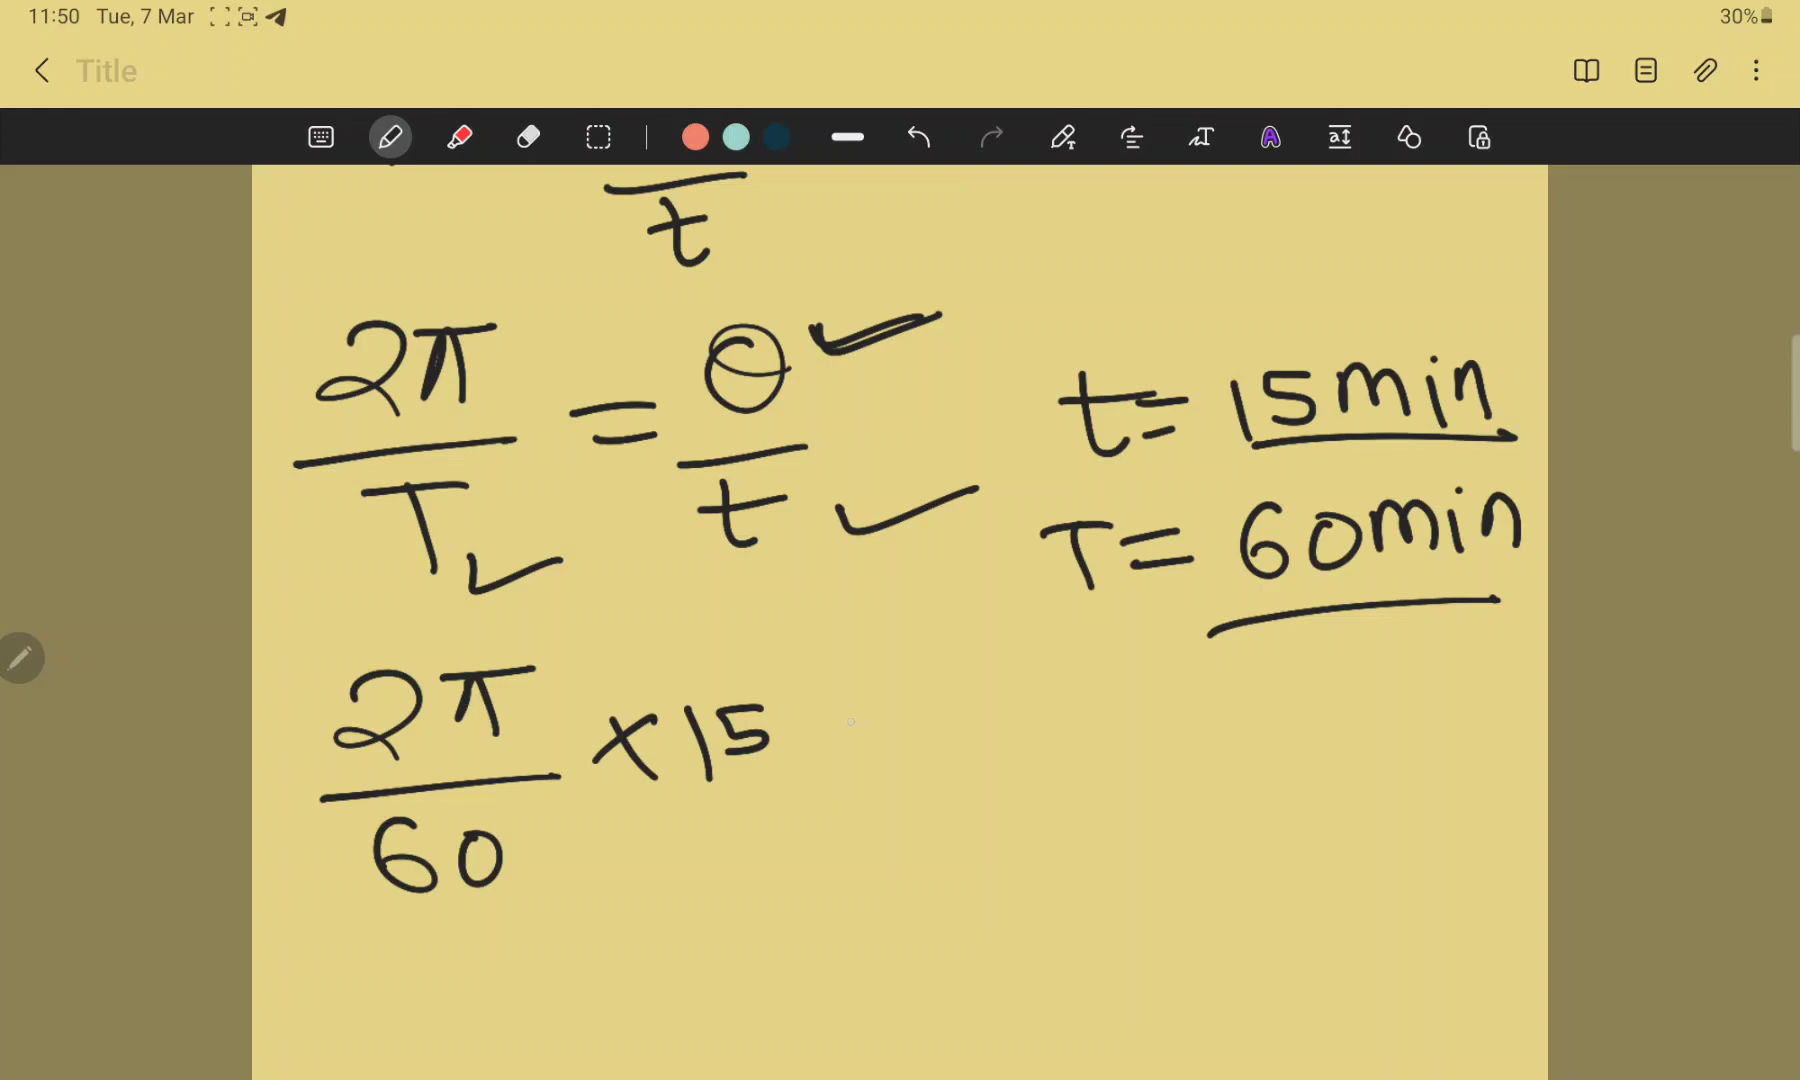 11:50 Tue, 7 Mar 30%
Title
t
2π/T = θ/t
t = 15min
T = 60min
2π/60 × 15